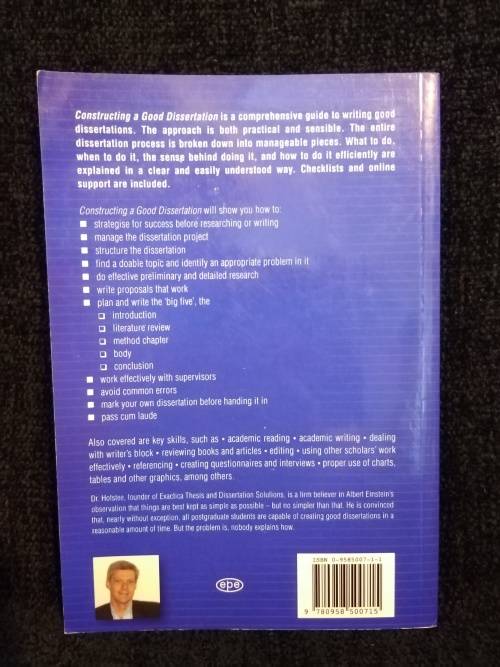 Constructing a Good Dissertation is a comprehensive guide to writing good
dissertations. The approach is both practical and sensible. The entire
dissertation process is broken down into manageable pieces. What to do,
when to do it, the sense behind doing it, and how to do it efficiently are
explained in a clear and easily understood way. Checklists and online
support are included.
Constructing a Good Dissertation will show you how to:
■ strategise for success before researching or writing
■ manage the dissertation project
■ structure the dissertation
■ find a doable topic and identify an appropriate problem in it
■ do effective preliminary and detailed research
■ write proposals that work
■ plan and write the 'big five', the
❑ introduction
❑ literature review
❑ method chapter
❑ body
❑ conclusion
■ work effectively with supervisors
■ avoid common errors
■ mark your own dissertation before handing it in
■ pass cum laude
Also covered are key skills, such as • academic reading • academic writing • dealing
with writer's block • reviewing books and articles • editing • using other scholars' work
effectively • referencing • creating questionnaires and interviews • proper use of charts,
tables and other graphics, among others.
Dr. Hofstee, founder of Exactica Thesis and Dissertation Solutions, is a firm believer in Albert Einstein's
observation that things are best kept as simple as possible – but no simpler than that. He is convinced
that, nearly without exception, all postgraduate students are capable of creating good dissertations in a
reasonable amount of time. But the problem is, nobody explains how.
epe
ISBN 0-9585007-1-1
9 780958 500715